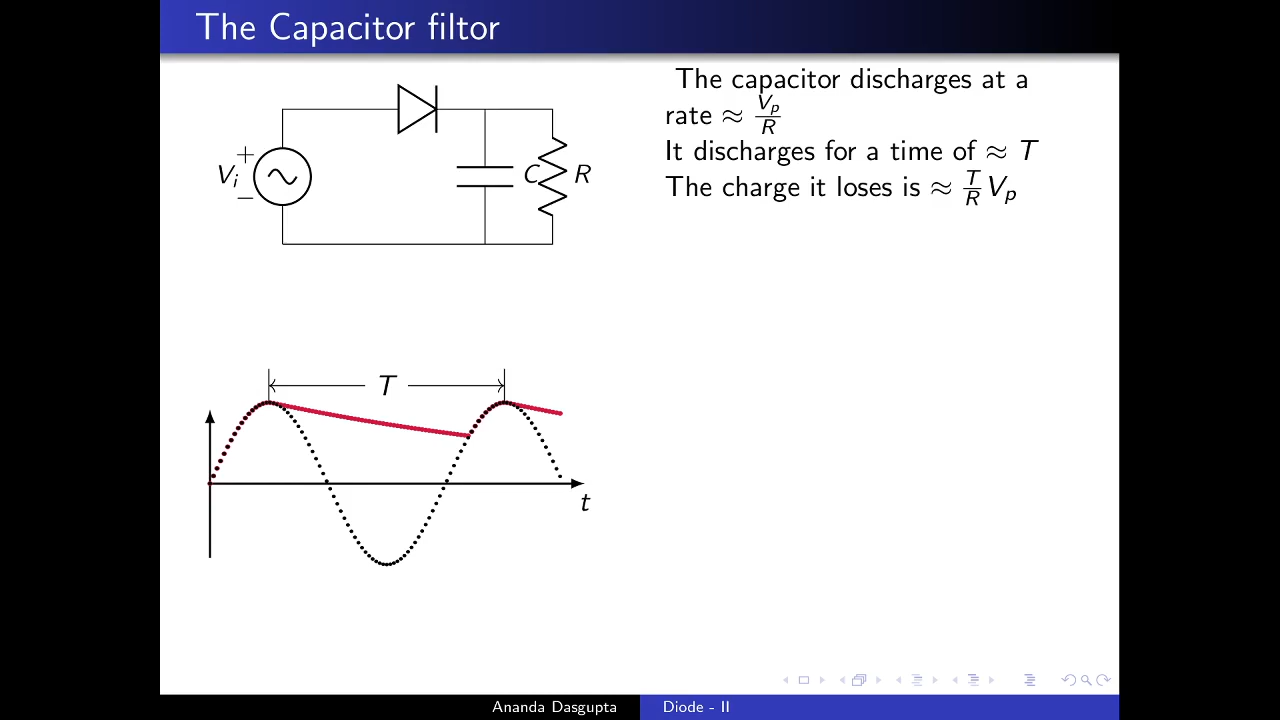 The Capacitor filtor
The capacitor discharges at a
rate ≈ V_p/R
It discharges for a time of ≈ T
The charge it loses is ≈ T/R V_p
+
V_i
−
C
R
T
t
Ananda Dasgupta
Diode - II